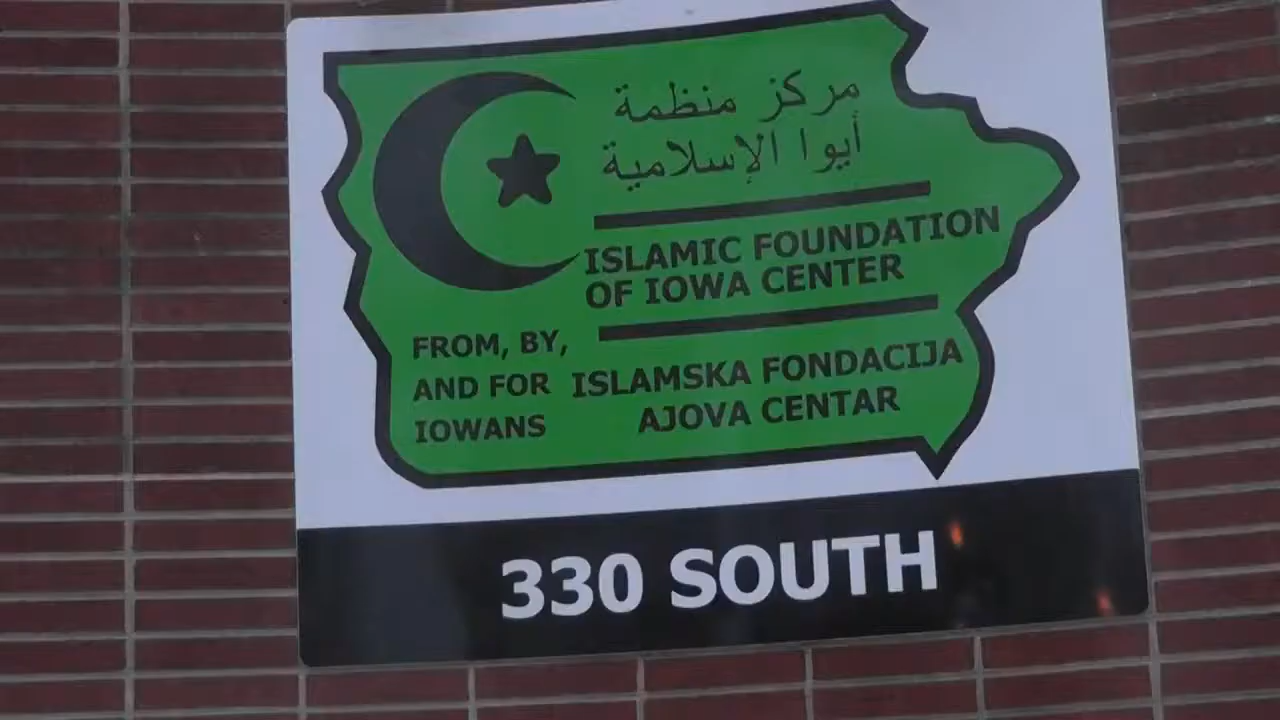 مركز منظمة
أيوا الإسلامية
ISLAMIC FOUNDATION
OF IOWA CENTER
FROM, BY,
AND FOR
IOWANS
ISLAMSKA FONDACIJA
AJOVA CENTAR
330 SOUTH